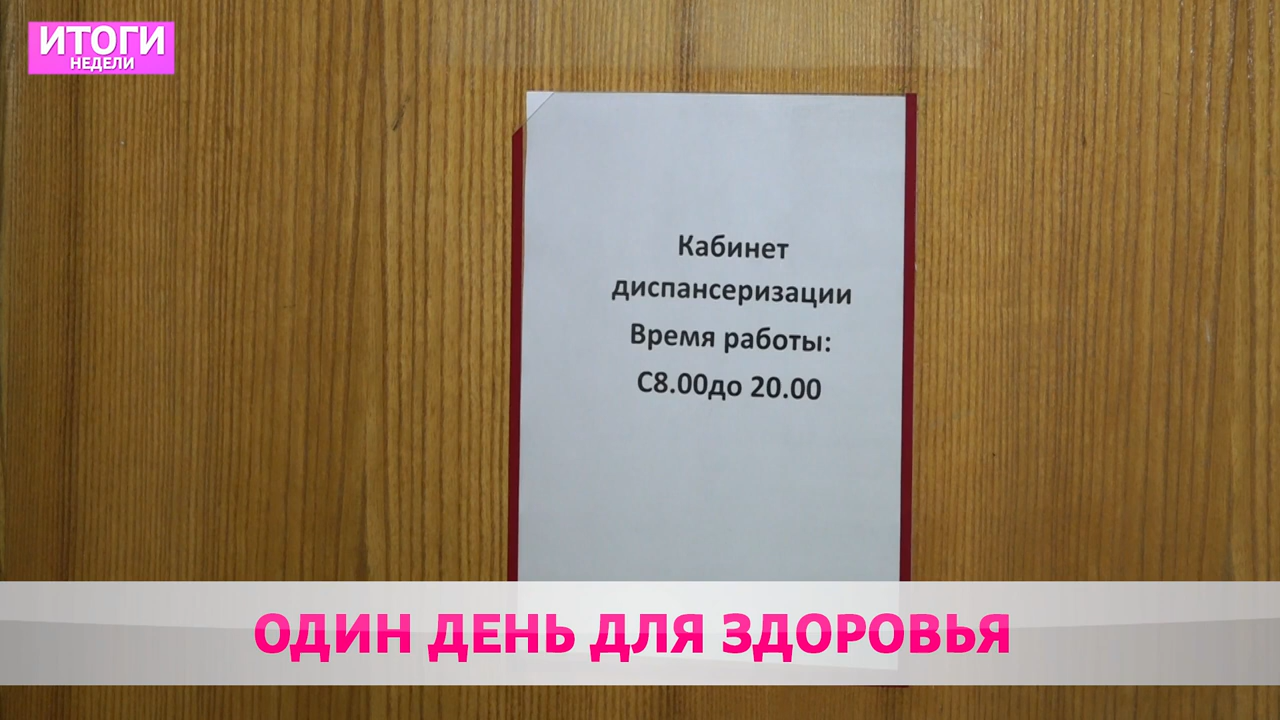 ИТОГИ
НЕДЕЛИ
Кабинет
диспансеризации
Время работы:
С8.00до 20.00
ОДИН ДЕНЬ ДЛЯ ЗДОРОВЬЯ